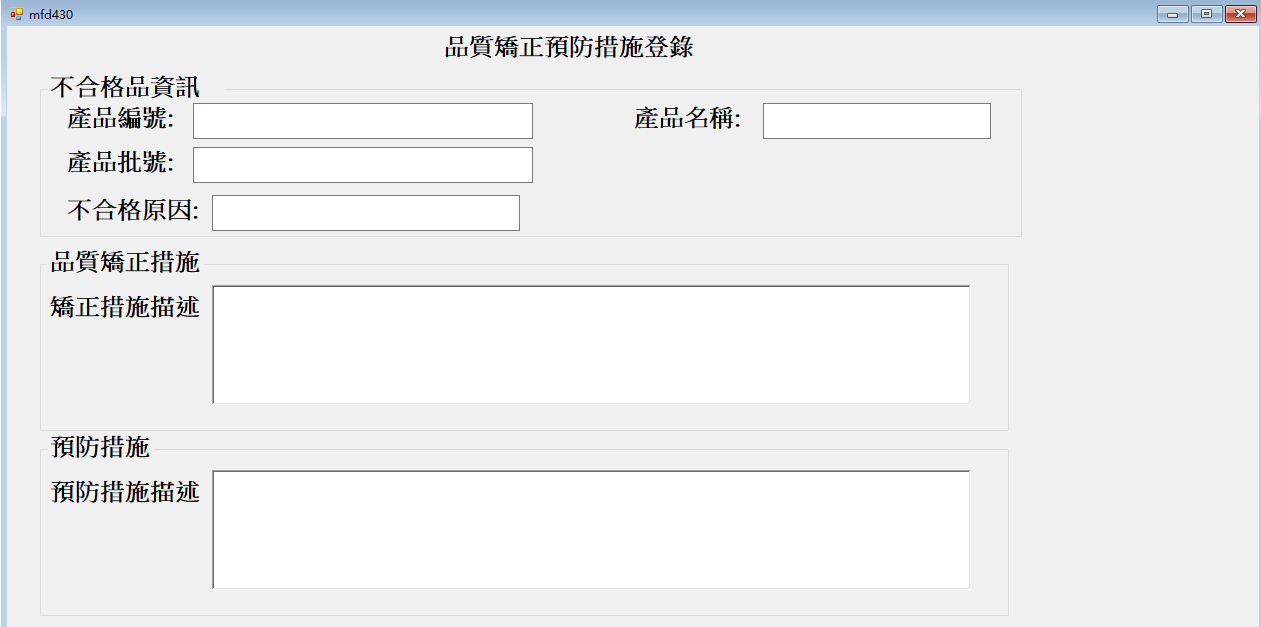 mfd430
品質矯正預防措施登錄
不合格品資訊
產品編號:
產品名稱:
產品批號:
不合格原因:
品質矯正措施
矯正措施描述
預防措施
預防措施描述